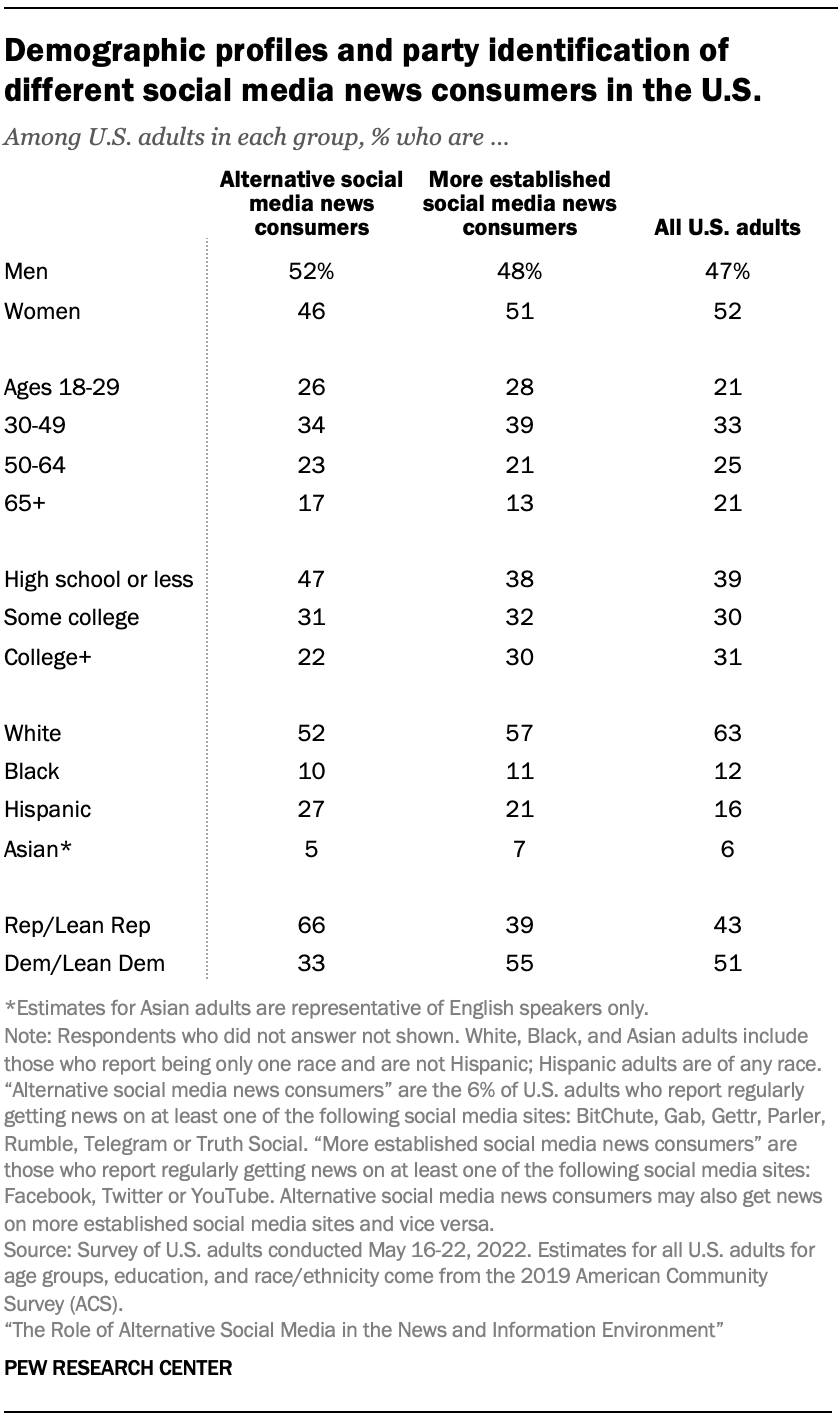 Demographic profiles and party identification of
different social media news consumers in the U.S.
Among U.S. adults in each group, % who are ...
Alternative social media news consumers More established social media news consumers All U.S. adults
Men 52% 48% 47%
Women 46 51 52
Ages 18-29 26 28 21
30-49 34 39 33
50-64 23 21 25
65+ 17 13 21
High school or less 47 38 39
Some college 31 32 30
College+ 22 30 31
White 52 57 63
Black 10 11 12
Hispanic 27 21 16
Asian* 5 7 6
Rep/Lean Rep 66 39 43
Dem/Lean Dem 33 55 51
*Estimates for Asian adults are representative of English speakers only.
Note: Respondents who did not answer not shown. White, Black, and Asian adults include
those who report being only one race and are not Hispanic; Hispanic adults are of any race.
“Alternative social media news consumers” are the 6% of U.S. adults who report regularly
getting news on at least one of the following social media sites: BitChute, Gab, Gettr, Parler,
Rumble, Telegram or Truth Social. “More established social media news consumers” are
those who report regularly getting news on at least one of the following social media sites:
Facebook, Twitter or YouTube. Alternative social media news consumers may also get news
on more established social media sites and vice versa.
Source: Survey of U.S. adults conducted May 16-22, 2022. Estimates for all U.S. adults for
age groups, education, and race/ethnicity come from the 2019 American Community
Survey (ACS).
“The Role of Alternative Social Media in the News and Information Environment”
PEW RESEARCH CENTER